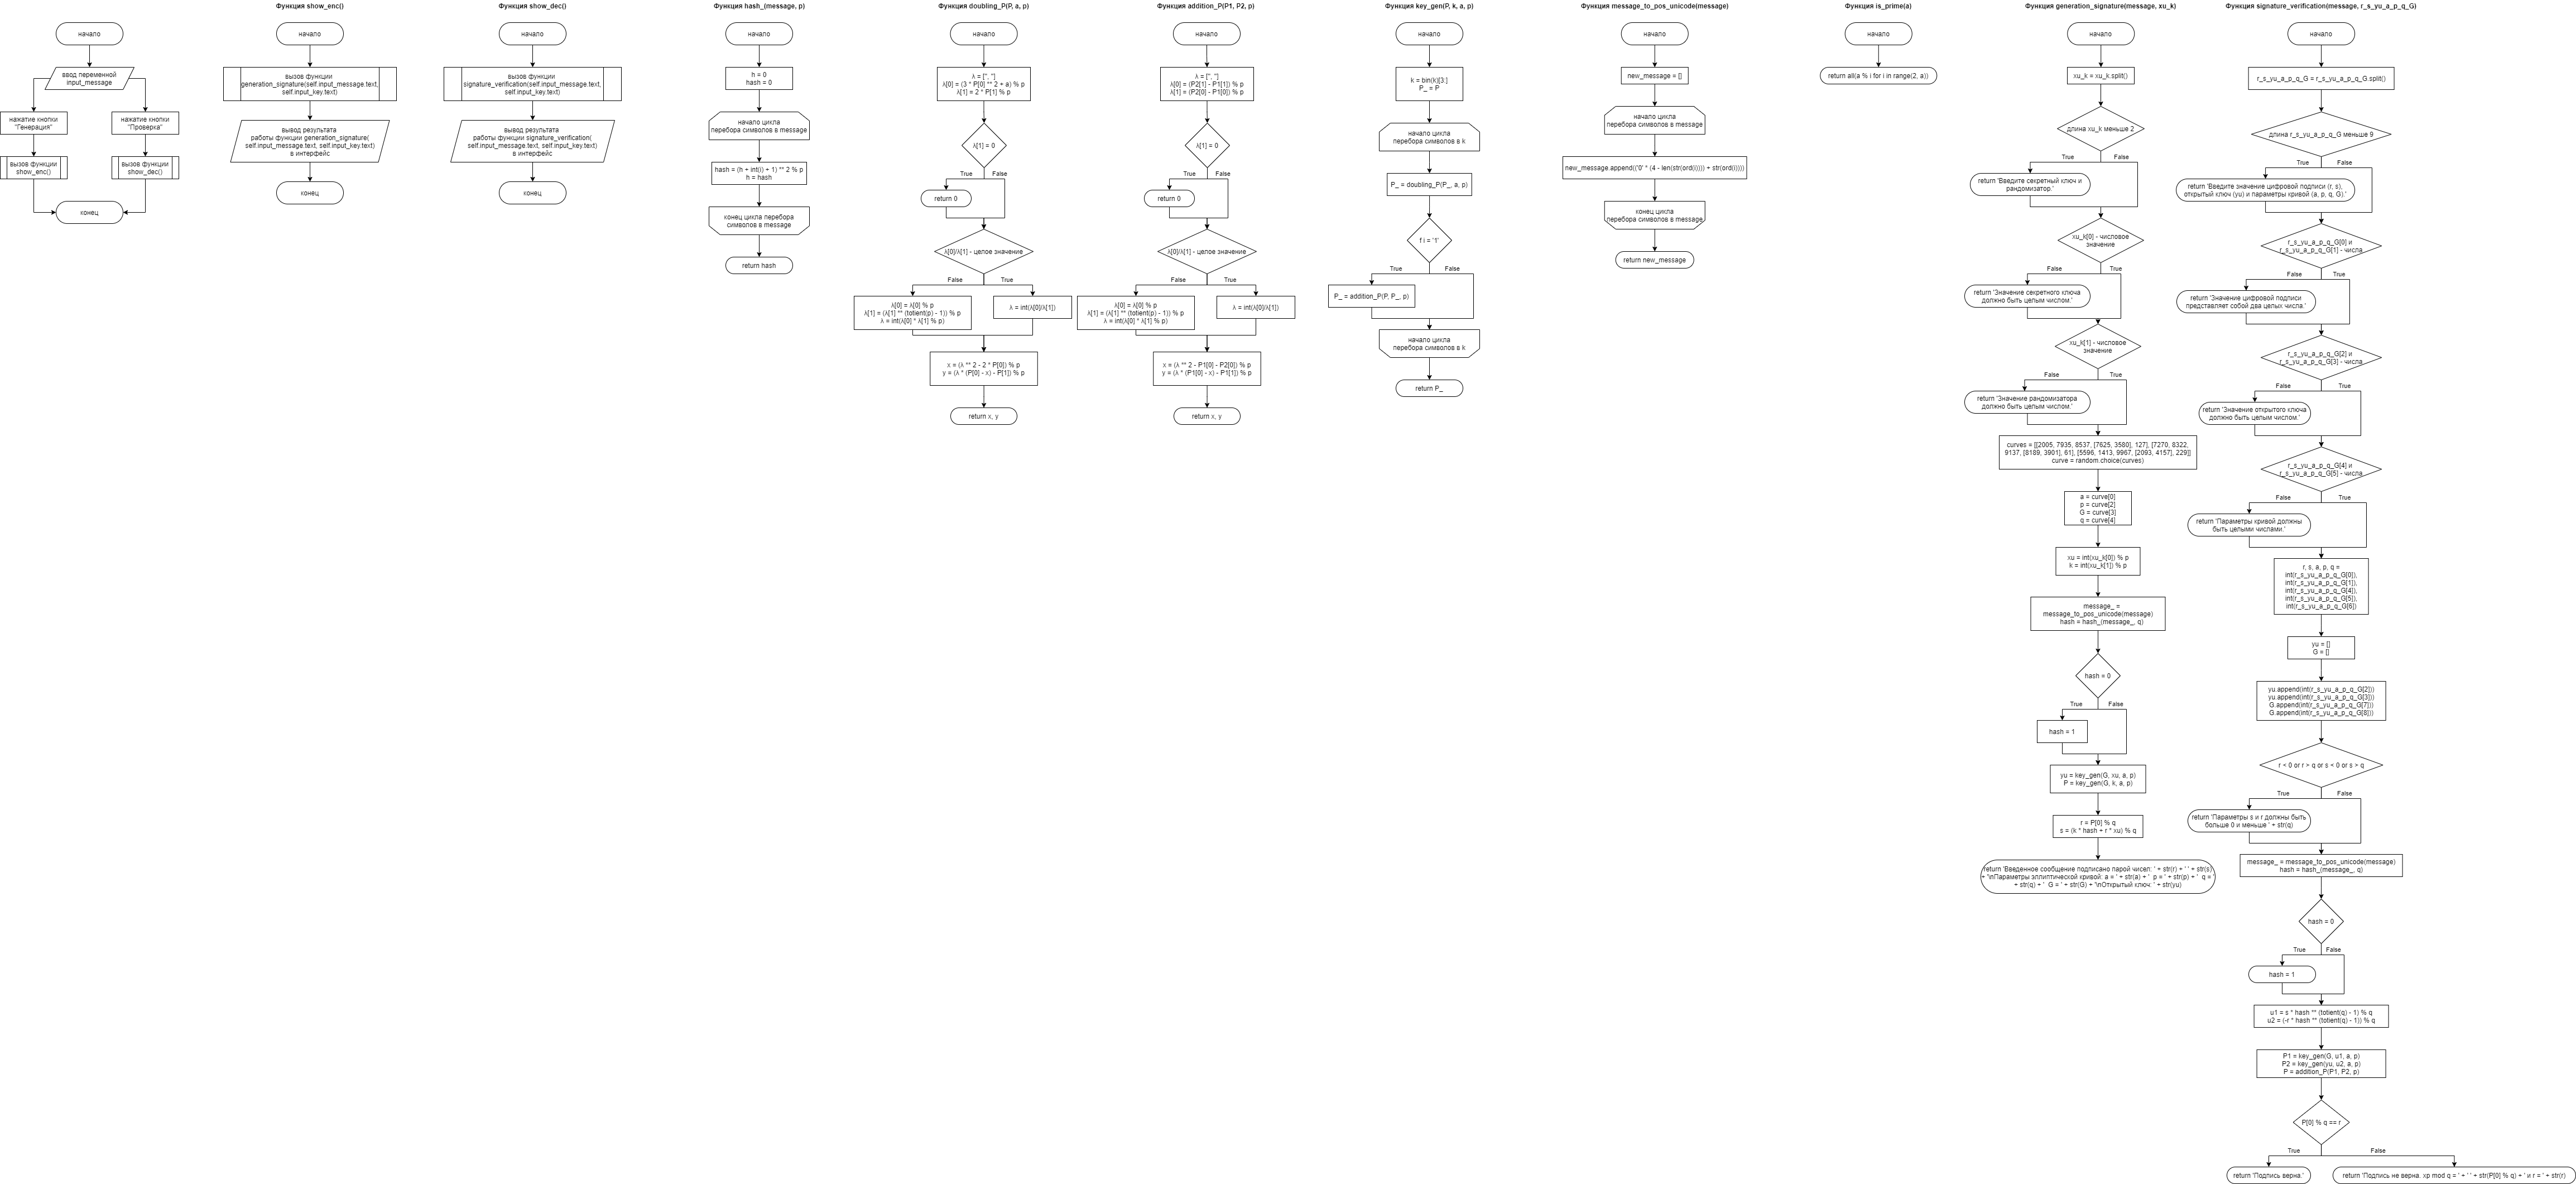 начало
ввод переменной
input_message
нажатие кнопки
"Генерация"
нажатие кнопки
"Проверка"
вызов функции
show_enc()
вызов функции
show_dec()
конец
Функция show_enc()
начало
вызов функции
generation_signature(self.input_message.text,
self.input_key.text)
вывод результата
работы функции generation_signature(
self.input_message.text, self.input_key.text)
в интерфейс
конец
Функция show_dec()
начало
вызов функции
signature_verification(self.input_message.text,
self.input_key.text)
вывод результата
работы функции signature_verification(
self.input_message.text, self.input_key.text)
в интерфейс
конец
Функция hash_(message, p)
начало
h = 0
hash = 0
начало цикла
перебора символов в message
hash = (h + int(i) + 1) ** 2 % p
h = hash
конец цикла перебора
символов в message
return hash
Функция doubling_P(P, a, p)
начало
λ = ['', '']
λ[0] = (3 * P[0] ** 2 + a) % p
λ[1] = 2 * P[1] % p
λ[1] = 0
True
False
return 0
λ[0]/λ[1] - целое значение
False
True
λ[0] = λ[0] % p
λ[1] = (λ[1] ** (totient(p) - 1)) % p
λ = int(λ[0] * λ[1] % p)
λ = int(λ[0]/λ[1])
x = (λ ** 2 - 2 * P[0]) % p
y = (λ * (P[0] - x) - P[1]) % p
return x, y
Функция addition_P(P1, P2, p)
начало
λ = ['', '']
λ[0] = (P2[1] - P1[1]) % p
λ[1] = (P2[0] - P1[0]) % p
λ[1] = 0
True
False
return 0
λ[0]/λ[1] - целое значение
False
True
λ[0] = λ[0] % p
λ[1] = (λ[1] ** (totient(p) - 1)) % p
λ = int(λ[0] * λ[1] % p)
λ = int(λ[0]/λ[1])
x = (λ ** 2 - P1[0] - P2[0]) % p
y = (λ * (P1[0] - x) - P1[1]) % p
return x, y
Функция key_gen(P, k, a, p)
начало
k = bin(k)[3:]
P_ = P
начало цикла
перебора символов в k
P_ = doubling_P(P_, a, p)
f i = '1'
True
False
P_ = addition_P(P, P_, p)
начало цикла
перебора символов в k
return P_
Функция message_to_pos_unicode(message)
начало
new_message = []
начало цикла
перебора символов в message
new_message.append(('0' * (4 - len(str(ord(i))))) + str(ord(i))))
конец цикла
перебора символов в message
return new_message
Функция is_prime(a)
начало
return all(a % i for i in range(2, a))
Функция generation_signature(message, xu_k)
начало
xu_k = xu_k.split()
длина xu_k меньше 2
True
False
return 'Введите секретный ключ и
рандомизатор.'
xu_k[0] - числовое
значение
False
True
return 'Значение секретного ключа
должно быть целым числом.'
xu_k[1] - числовое
значение
False
True
return 'Значение рандомизатора
должно быть целым числом.'
curves = [[2005, 7935, 8537, [7625, 3580], 127], [7270, 8322,
9137, [8189, 3901], 61], [5596, 1413, 9967, [2093, 4157], 229]]
curve = random.choice(curves)
a = curve[0]
p = curve[2]
G = curve[3]
q = curve[4]
xu = int(xu_k[0]) % p
k = int(xu_k[1]) % p
message_ =
message_to_pos_unicode(message)
hash = hash_(message_, q)
hash = 0
True
False
hash = 1
yu = key_gen(G, xu, a, p)
P = key_gen(G, k, a, p)
r = P[0] % q
s = (k * hash + r * xu) % q
return 'Введенное сообщение подписано парой чисел: ' + str(r) + ' ' + str(s)
+ '\nПараметры эллиптической кривой: a = ' + str(a) + '  p = ' + str(p) + '  q = '
+ str(q) + '  G = ' + str(G) + '\nОткрытый ключ: ' + str(yu)
Функция signature_verification(message, r_s_yu_a_p_q_G)
начало
r_s_yu_a_p_q_G = r_s_yu_a_p_q_G.split()
длина r_s_yu_a_p_q_G меньше 9
True
False
return 'Введите значение цифровой подписи (r, s),
открытый ключ (yu) и параметры кривой (a, p, q, G).'
r_s_yu_a_p_q_G[0] и
r_s_yu_a_p_q_G[1] - числа
False
True
return 'Значение цифровой подписи
представляет собой два целых числа.'
r_s_yu_a_p_q_G[2] и
r_s_yu_a_p_q_G[3] - числа
False
True
return 'Значение открытого ключа
должно быть целым числом.'
r_s_yu_a_p_q_G[4] и
r_s_yu_a_p_q_G[5] - числа
False
True
return 'Параметры кривой должны
быть целыми числами.'
r, s, a, p, q =
int(r_s_yu_a_p_q_G[0]),
int(r_s_yu_a_p_q_G[1]),
int(r_s_yu_a_p_q_G[4]),
int(r_s_yu_a_p_q_G[5]),
int(r_s_yu_a_p_q_G[6])
yu = []
G = []
yu.append(int(r_s_yu_a_p_q_G[2]))
yu.append(int(r_s_yu_a_p_q_G[3]))
G.append(int(r_s_yu_a_p_q_G[7]))
G.append(int(r_s_yu_a_p_q_G[8]))
r < 0 or r > q or s < 0 or s > q
True
False
return 'Параметры s и r должны быть
больше 0 и меньше ' + str(q)
message_ = message_to_pos_unicode(message)
hash = hash_(message_, q)
hash = 0
True
False
hash = 1
u1 = s * hash ** (totient(q) - 1) % q
u2 = (-r * hash ** (totient(q) - 1)) % q
P1 = key_gen(G, u1, a, p)
P2 = key_gen(yu, u2, a, p)
P = addition_P(P1, P2, p)
P[0] % q == r
True
False
return 'Подпись верна.'
return 'Подпись не верна. xp mod q = ' + ' ' + str(P[0] % q) + ' и r = ' + str(r)